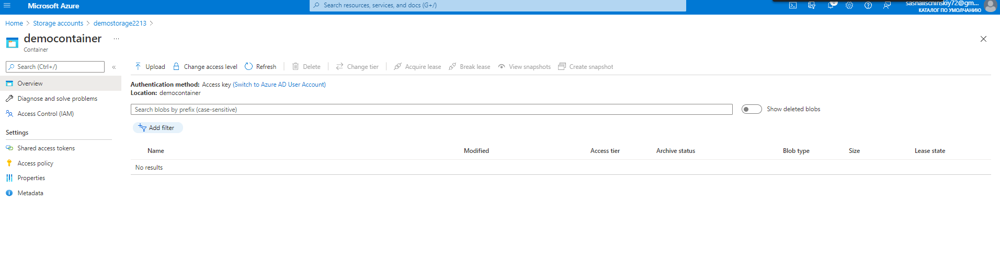 Microsoft Azure
Search resources, services, and docs (G+/)
КАТАЛОГ ПО УМОЛЧАНИЮ
Home > Storage accounts > demostorage2213 >
democontainer ...
Container
Search (Ctrl+/) «
Overview
Diagnose and solve problems
Access Control (IAM)
Settings
Shared access tokens
Access policy
Properties
Metadata
Upload Change access level Refresh Delete Change tier Acquire lease Break lease View snapshots Create snapshot
Authentication method: Access key (Switch to Azure AD User Account)
Location: democontainer
Search blobs by prefix (case-sensitive)
Show deleted blobs
Add filter
Name Modified Access tier Archive status Blob type Size Lease state
No results